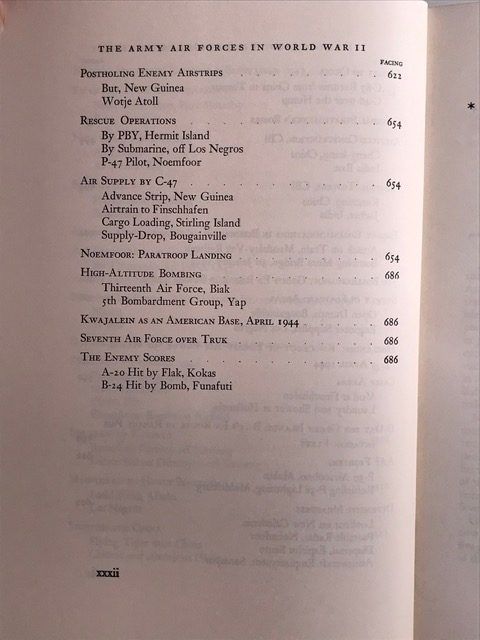 THE ARMY AIR FORCES IN WORLD WAR II
FACING
POSTHOLING ENEMY AIRSTRIPS . . . . . . . . . 622
But, New Guinea
Wotje Atoll
RESCUE OPERATIONS . . . . . . . . . . . . 654
By PBY, Hermit Island
By Submarine, off Los Negros
P-47 Pilot, Noemfoor
AIR SUPPLY BY C-47 . . . . . . . . . . . . 654
Advance Strip, New Guinea
Airtrain to Finschhafen
Cargo Loading, Stirling Island
Supply-Drop, Bougainville
NOEMFOOR: PARATROOP LANDING . . . . . . . . 654
HIGH-ALTITUDE BOMBING . . . . . . . . . . 686
Thirteenth Air Force, Biak
5th Bombardment Group, Yap
KWAJALEIN AS AN AMERICAN BASE, APRIL 1944 . . . . . 686
SEVENTH AIR FORCE OVER TRUK . . . . . . . . 686
THE ENEMY SCORES . . . . . . . . . . . . 686
A-20 Hit by Flak, Kokas
B-24 Hit by Bomb, Funafuti
xxxii
*